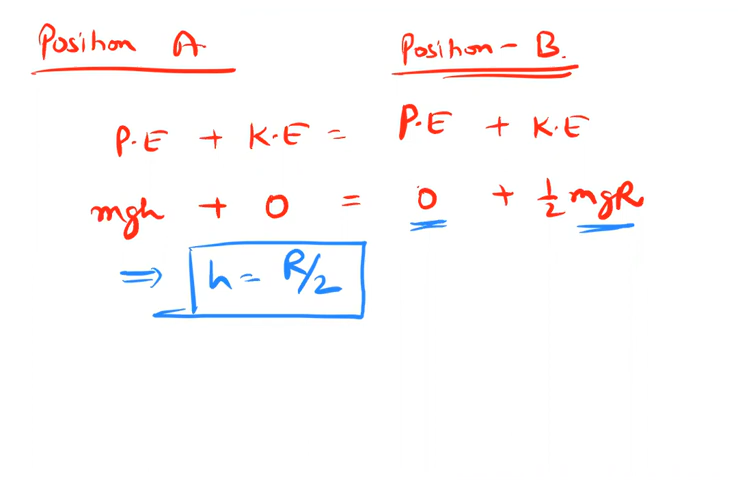 Position A Position - B.
P.E + K.E = P.E + K.E
mgh + 0 = 0 + 1/2 mgR
⟹ h = R/2